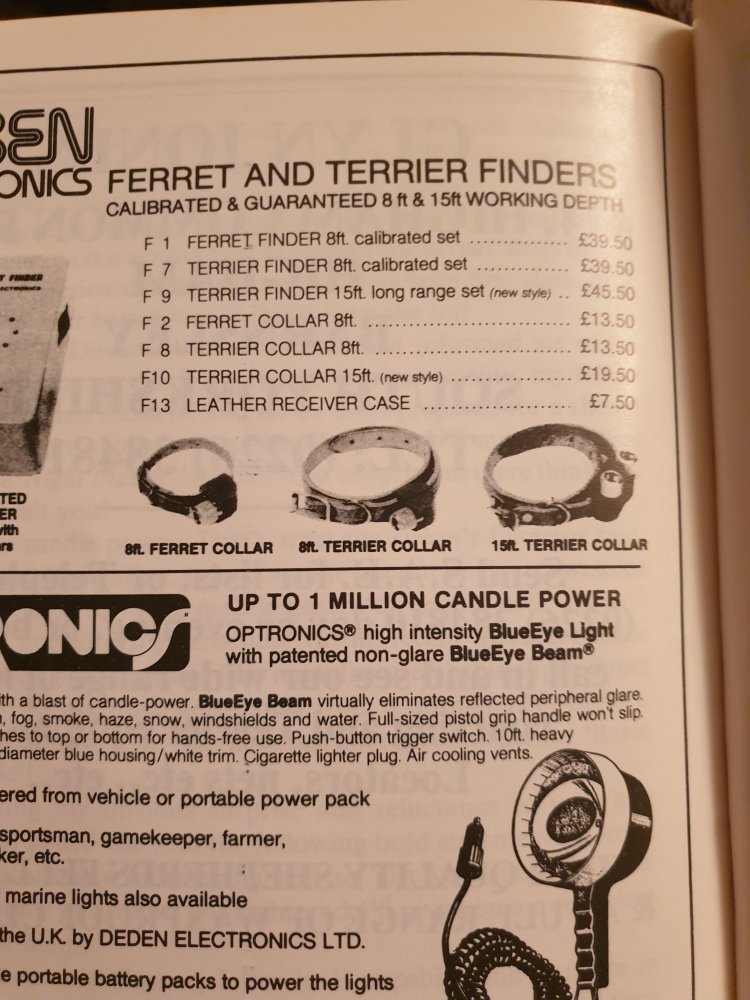 BEN
ONICS
FERRET AND TERRIER FINDERS
CALIBRATED & GUARANTEED 8 ft & 15ft WORKING DEPTH
F 1 FERRET FINDER 8ft. calibrated set .................. £39.50
F 7 TERRIER FINDER 8ft. calibrated set ................. £39.50
F 9 TERRIER FINDER 15ft. long range set (new style) .. £45.50
F 2 FERRET COLLAR 8ft. .................................... £13.50
F 8 TERRIER COLLAR 8ft. ................................... £13.50
F10 TERRIER COLLAR 15ft. (new style) ..................... £19.50
F13 LEATHER RECEIVER CASE .......................... £7.50
T FINDER
ECTRONICS
TED
ER
with
rs
8ft. FERRET COLLAR
8ft. TERRIER COLLAR
15ft. TERRIER COLLAR
RONICS
UP TO 1 MILLION CANDLE POWER
OPTRONICS® high intensity BlueEye Light
with patented non-glare BlueEye Beam®
ith a blast of candle-power. BlueEye Beam virtually eliminates reflected peripheral glare.
, fog, smoke, haze, snow, windshields and water. Full-sized pistol grip handle won't slip.
hes to top or bottom for hands-free use. Push-button trigger switch. 10ft. heavy
diameter blue housing/white trim. Cigarette lighter plug. Air cooling vents.
ered from vehicle or portable power pack
sportsman, gamekeeper, farmer,
ker, etc.
marine lights also available
the U.K. by DEDEN ELECTRONICS LTD.
e portable battery packs to power the lights